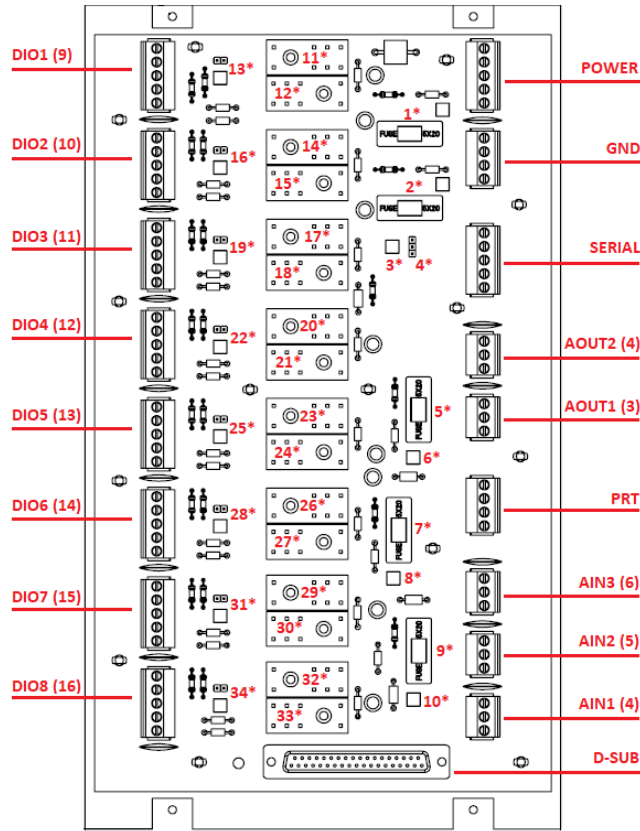 DIO1 (9)
13*
11*
POWER
12*
1*
FUSE 5X20
DIO2 (10)
16*
14*
GND
15*
2*
FUSE 5X20
DIO3 (11)
19*
17*
3*
4*
SERIAL
18*
DIO4 (12)
22*
20*
21*
AOUT2 (4)
DIO5 (13)
25*
23*
FUSE 5X20
5*
AOUT1 (3)
24*
6*
DIO6 (14)
28*
26*
FUSE 5X20
7*
PRT
27*
8*
DIO7 (15)
31*
29*
AIN3 (6)
30*
FUSE 5X20
9*
AIN2 (5)
DIO8 (16)
34*
32*
10*
AIN1 (4)
33*
D-SUB